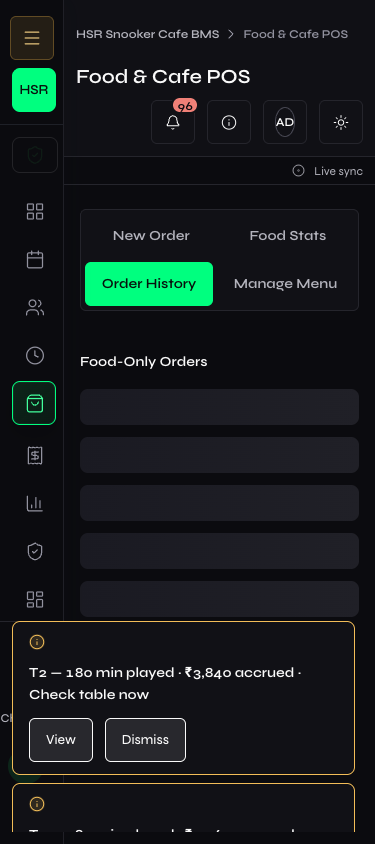 HSR Snooker Cafe BMS > Food & Cafe POS
HSR
Food & Cafe POS
96
AD
Live sync
New Order
Food Stats
Order History
Manage Menu
Food-Only Orders
T2 — 180 min played · ₹3,840 accrued ·
Check table now
View
Dismiss